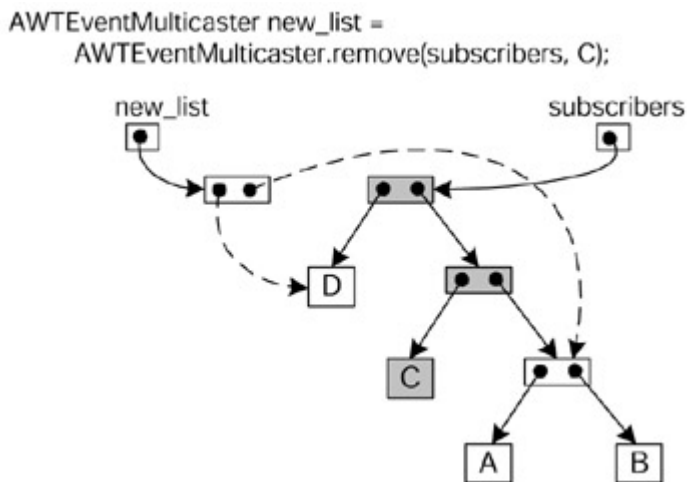 AWTEventMulticaster new_list =
AWTEventMulticaster.remove(subscribers, C);
new_list subscribers
D
C
A B